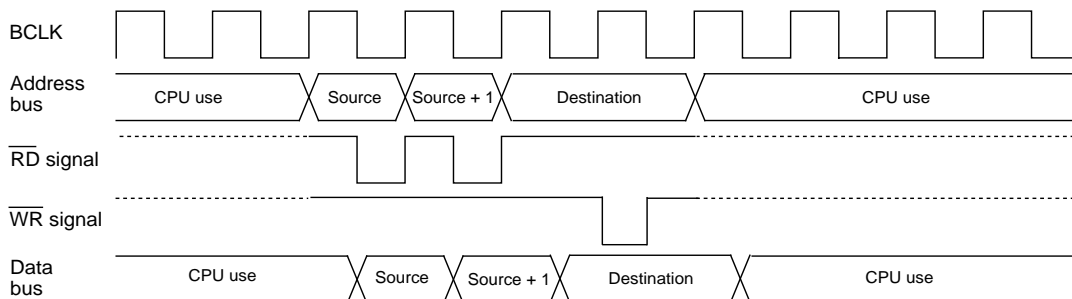 BCLK
Address
bus
CPU use
Source
Source + 1
Destination
CPU use
RD signal
WR signal
Data
bus
CPU use
Source
Source + 1
Destination
CPU use